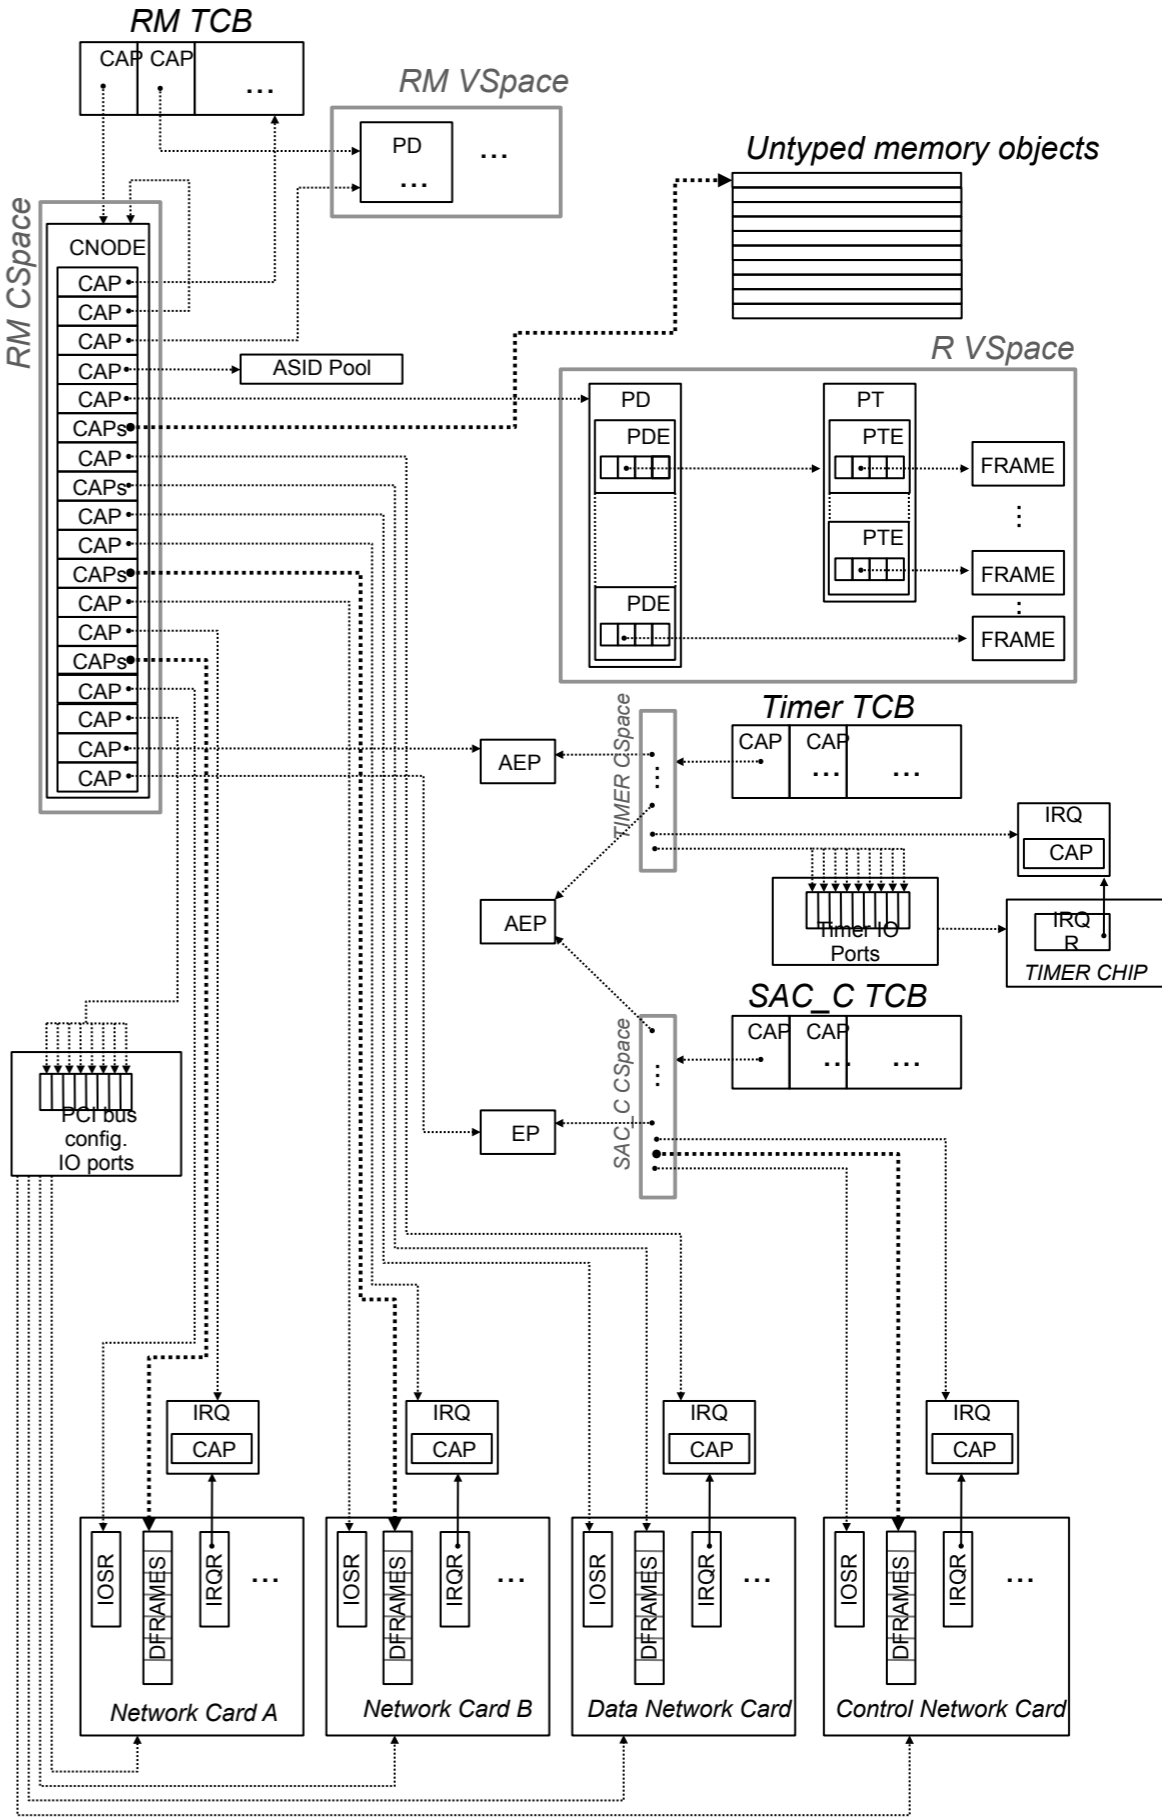 RM TCB
CAP CAP
...
RM VSpace
PD
...
...
Untyped memory objects
RM CSpace
CNODE
CAP
CAP
CAP
CAP
CAP
CAPs
CAP
CAPs
CAP
CAP
CAPs
CAP
CAP
CAPs
CAP
CAP
CAP
CAP
ASID Pool
R VSpace
PD
PDE
PDE
PT
PTE
PTE
FRAME
FRAME
FRAME
Timer TCB
CAP CAP
... ...
TIMER CSpace
AEP
AEP
IRQ
CAP
Timer IO
Ports
IRQ
R
TIMER CHIP
SAC_C TCB
CAP CAP
... ...
SAC_C CSpace
EP
PCI bus
config.
IO ports
IRQ
CAP
IRQ
CAP
IRQ
CAP
IRQ
CAP
IOSR
DFRAMES
IRQR
...
Network Card A
IOSR
DFRAMES
IRQR
...
Network Card B
IOSR
DFRAMES
IRQR
...
Data Network Card
IOSR
DFRAMES
IRQR
...
Control Network Card